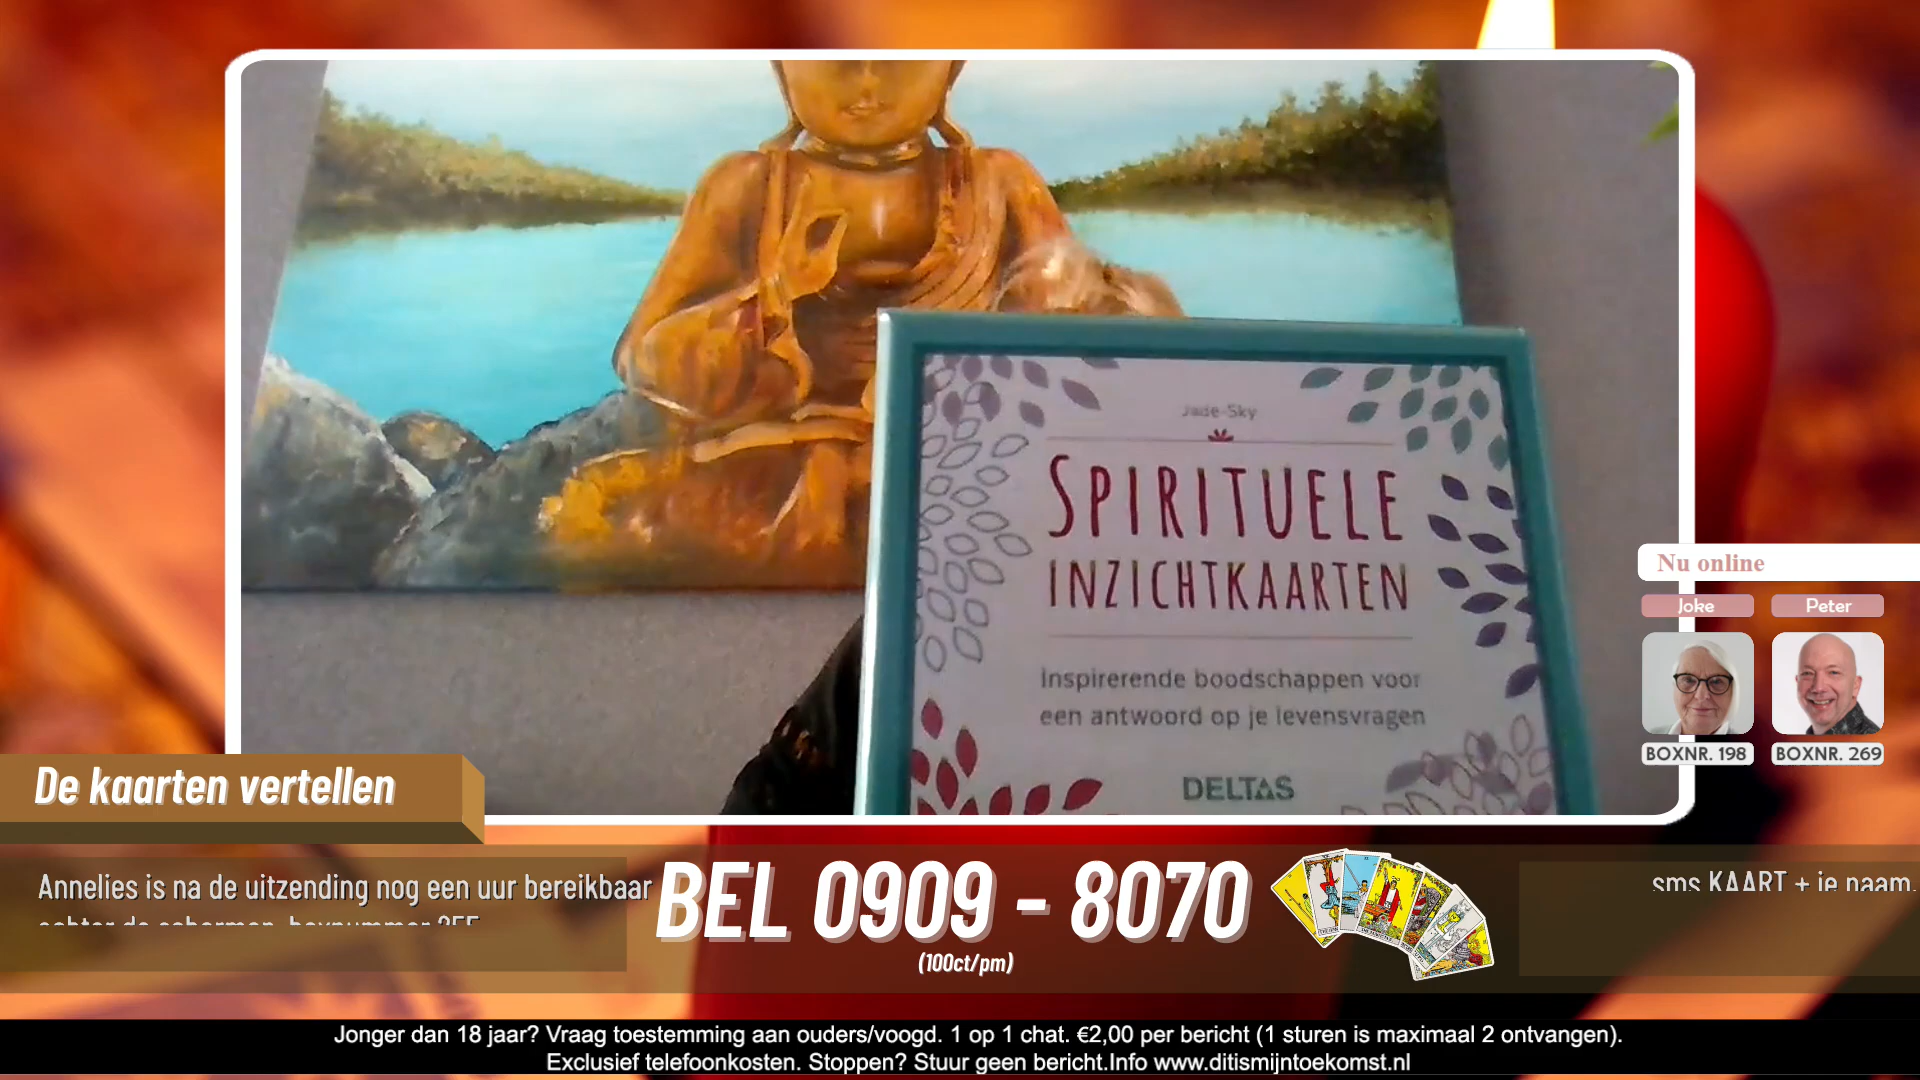 Jade-Sky
SPIRITUELE
INZICHTKAARTEN
Inspirerende boodschappen voor
een antwoord op je levensvragen
DELTAS
Nu online
Joke
Peter
BOXNR. 198
BOXNR. 269
De kaarten vertellen
Annelies is na de uitzending nog een uur bereikbaar
BEL 0909 - 8070
(100ct/pm)
sms KAART + je naam,
Jonger dan 18 jaar? Vraag toestemming aan ouders/voogd. 1 op 1 chat. €2,00 per bericht (1 sturen is maximaal 2 ontvangen).
Exclusief telefoonkosten. Stoppen? Stuur geen bericht.Info www.ditismijntoekomst.nl